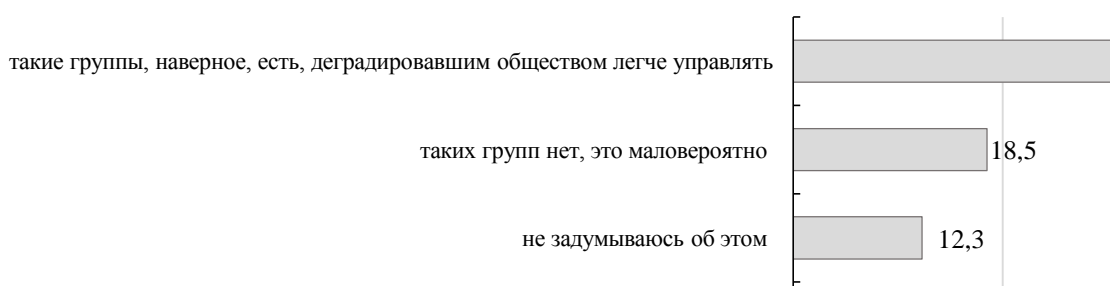 такие группы, наверное, есть, деградировавшим обществом легче управлять
таких групп нет, это маловероятно 18,5
не задумываюсь об этом 12,3